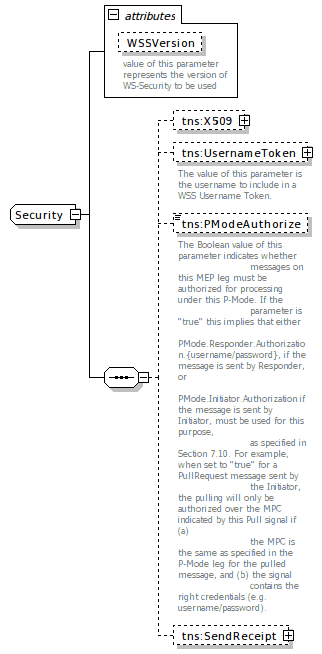 attributes
WSSVersion
value of this parameter
represents the version of
WS-Security to be used
tns:X509
tns:UsernameToken
The value of this parameter is
the username to include in a
WSS Username Token.
Security
tns:PModeAuthorize
The Boolean value of this
parameter indicates whether
messages on
this MEP leg must be
authorized for processing
under this P-Mode. If the
parameter is
"true" this implies that either
PMode.Responder.Authorizatio
n.{username/password}, if the
message is sent by Responder,
or
PMode.Initiator.Authorization if
the message is sent by
Initiator, must be used for this
purpose,
as specified in
Section 7.10. For example,
when set to "true" for a
PullRequest message sent by
the Initiator,
the pulling will only be
authorized over the MPC
indicated by this Pull signal if
(a)
the MPC is
the same as specified in the
P-Mode leg for the pulled
message, and (b) the signal
contains the
right credentials (e.g.
username/password).
tns:SendReceipt